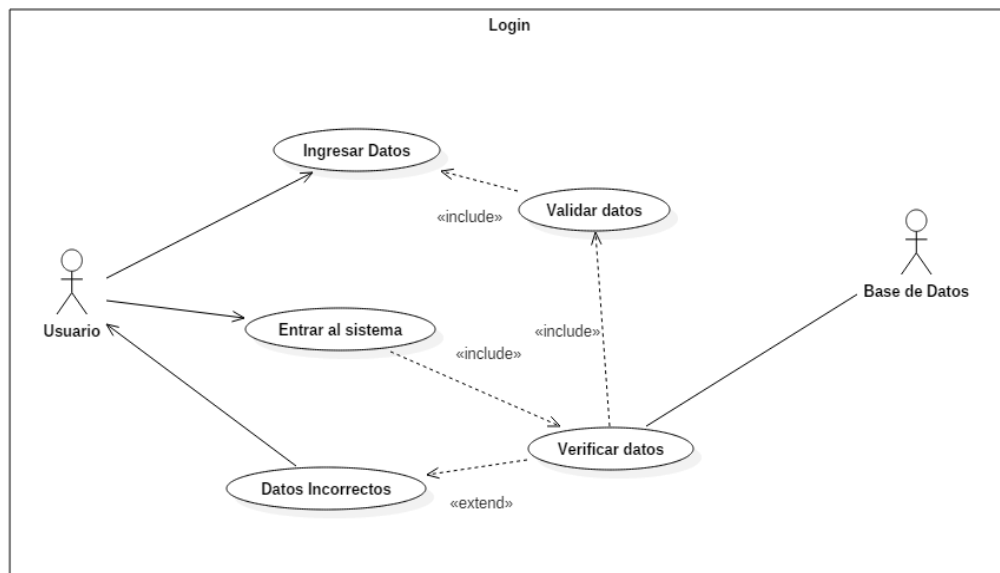 Login
Ingresar Datos
Validar datos
«include»
Base de Datos
Usuario
Entrar al sistema
«include»
«include»
Verificar datos
Datos Incorrectos
«extend»